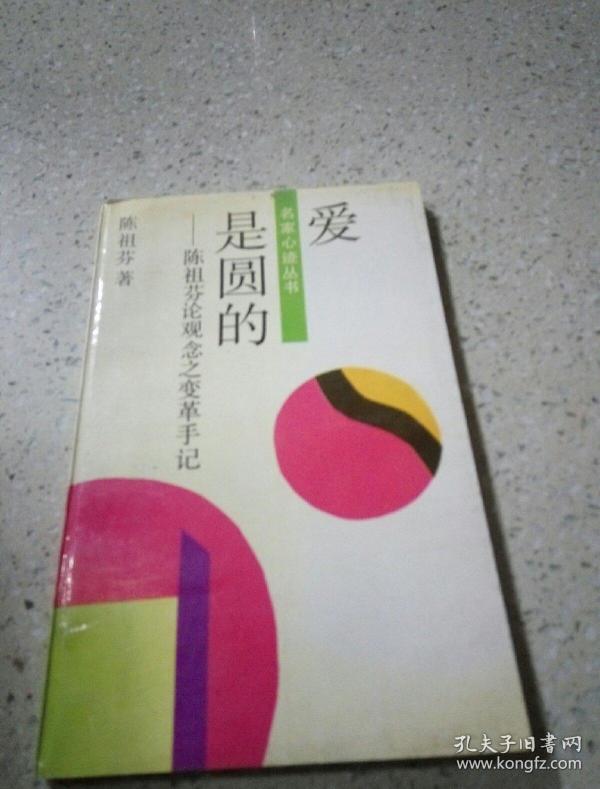 爱
名家心迹丛书
是圆的
——陈祖芬论观念之变革手记
陈祖芬著
孔夫子旧书网
www.kongfz.com